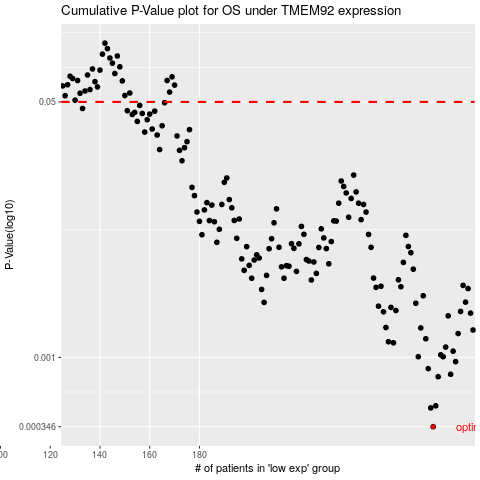 Cumulative P-Value plot for OS under TMEM92 expression
P-Value(log10)
0.05
0.001
0.000346
optir
00 120 140 160 180
# of patients in 'low exp' group